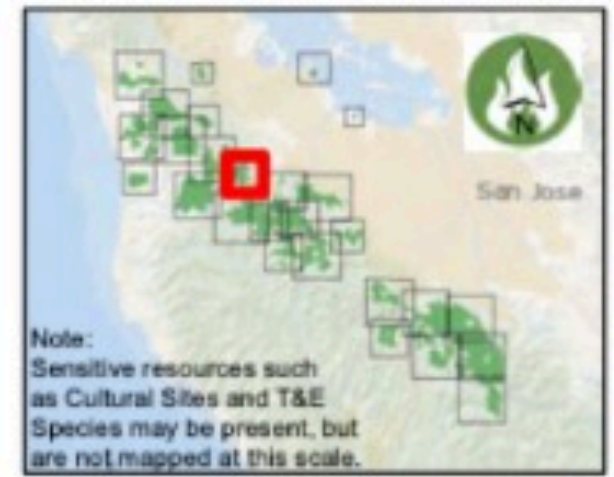 N
San Jose
Note:
Sensitive resources such
as Cultural Sites and T&E
Species may be present, but
are not mapped at this scale.